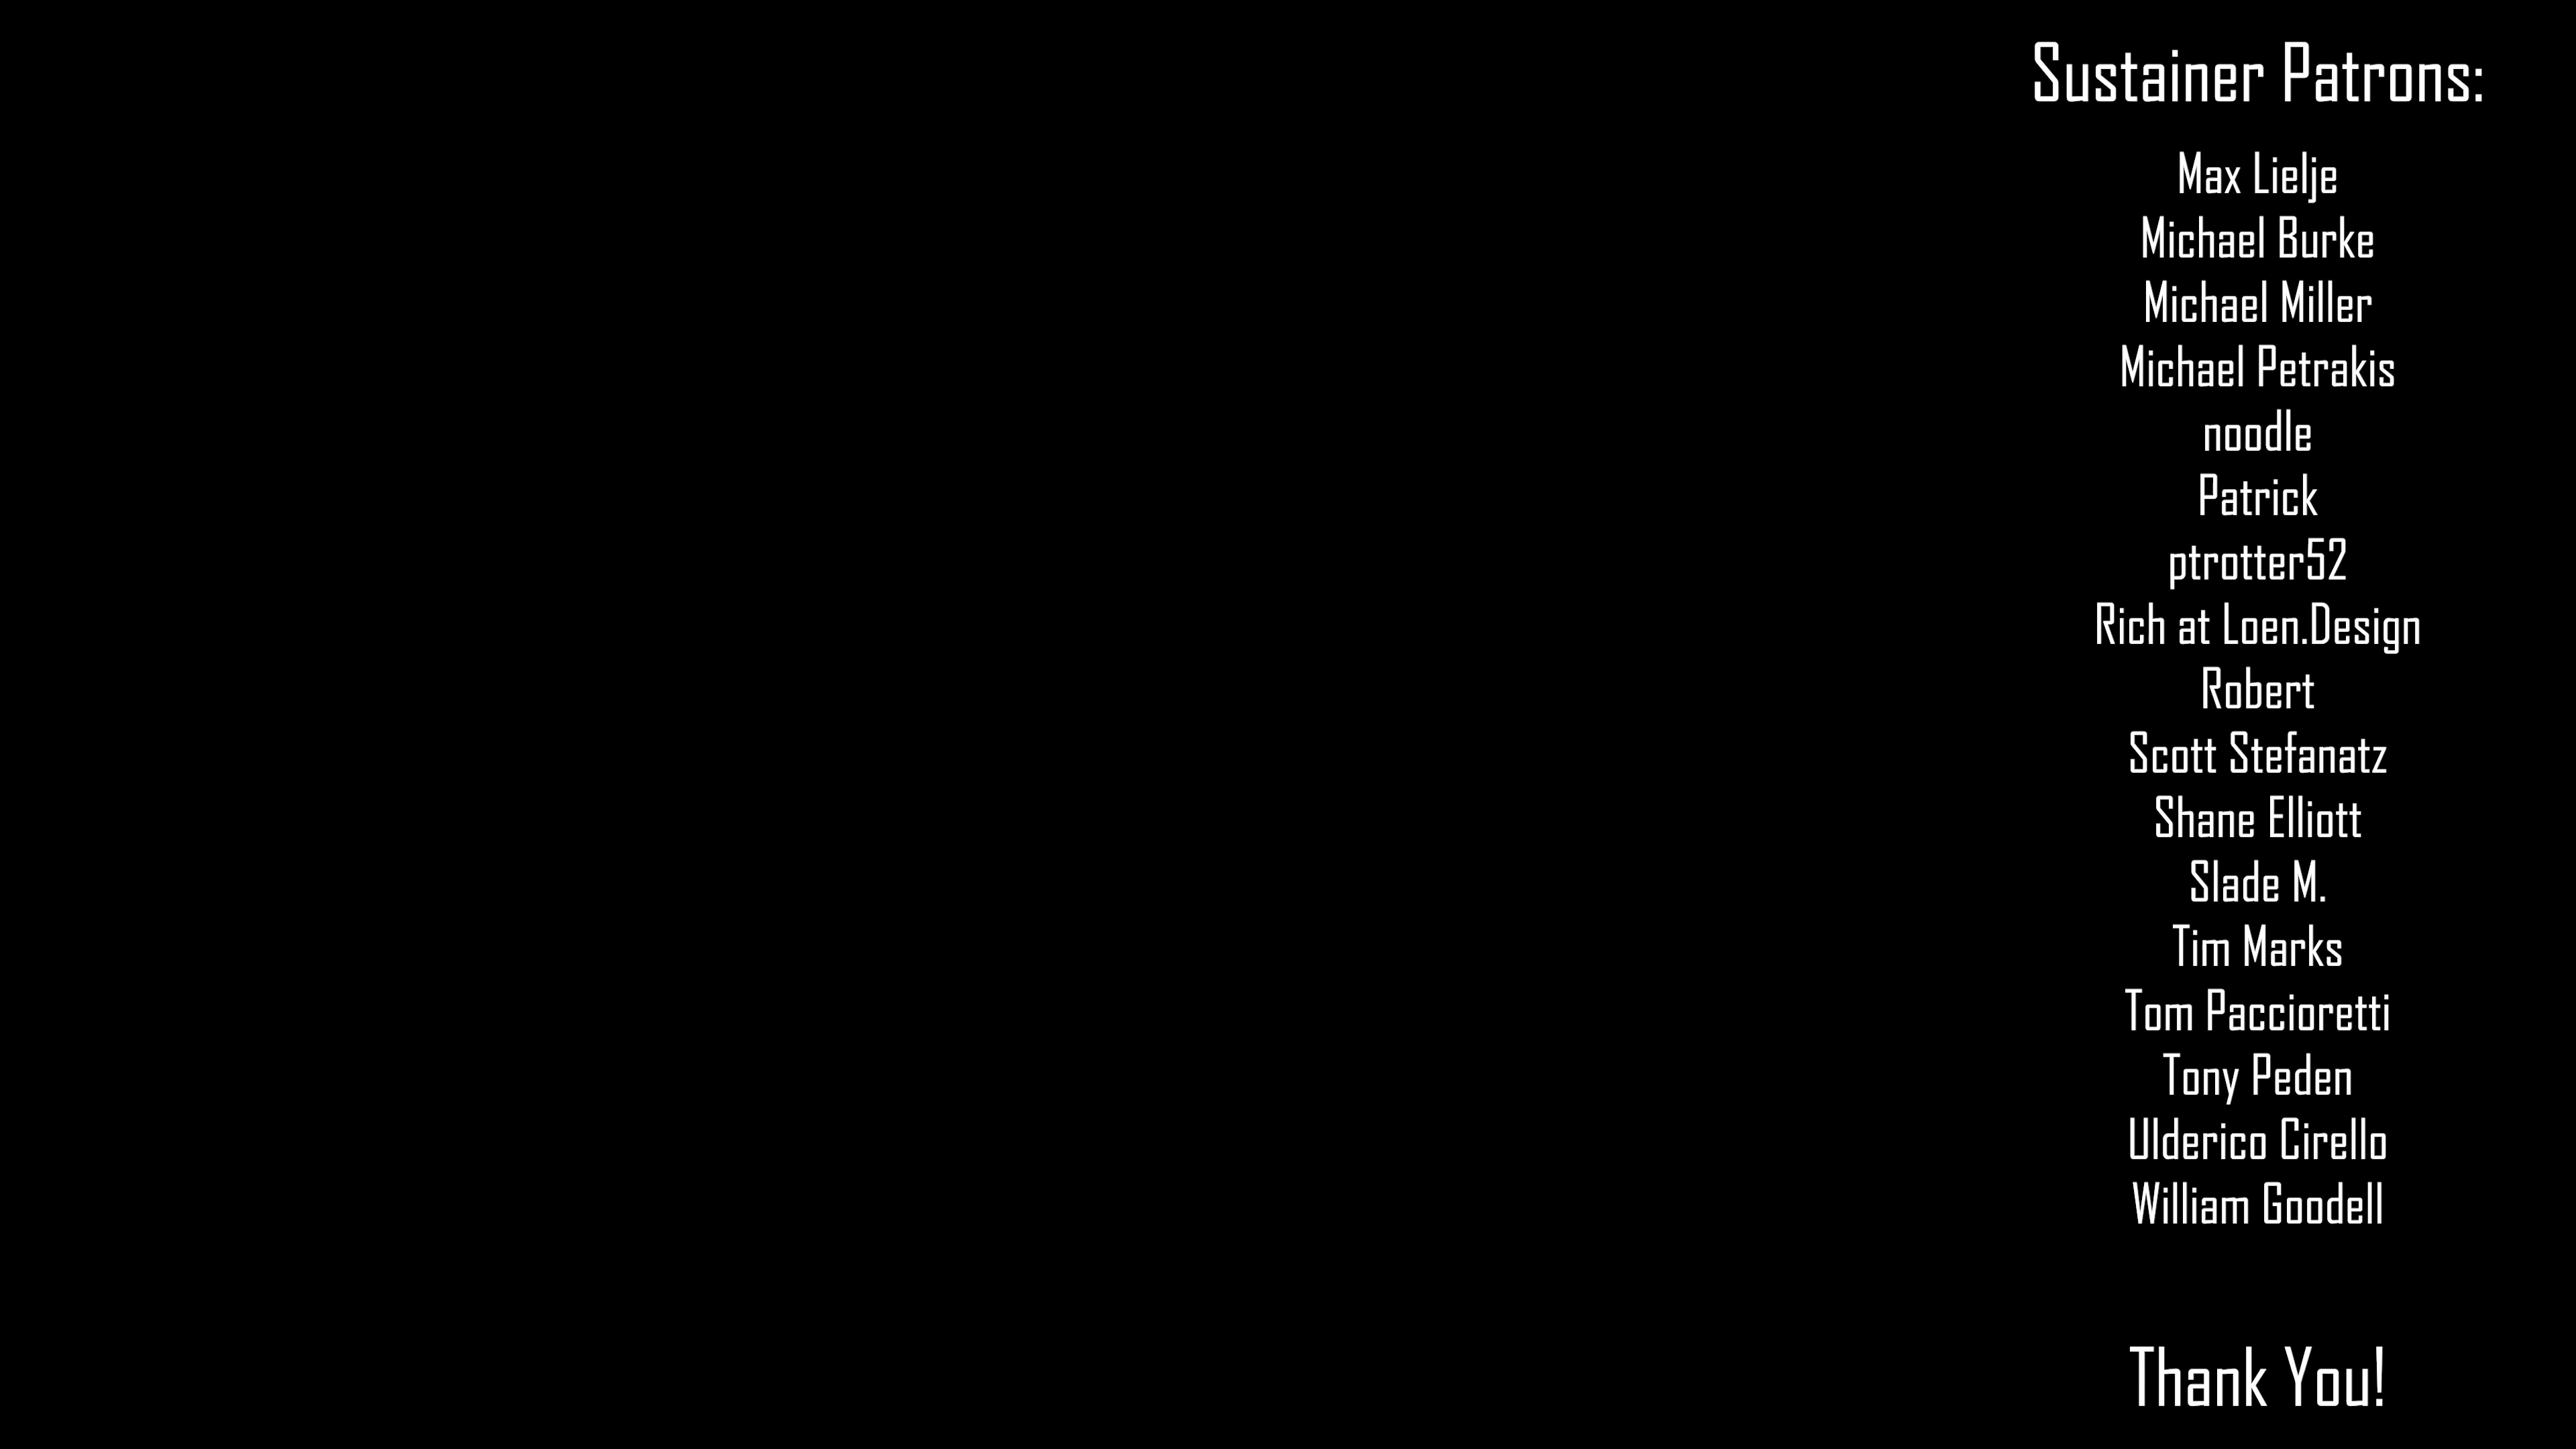 Sustainer Patrons:
Max Lielje
Michael Burke
Michael Miller
Michael Petrakis
noodle
Patrick
ptrotter52
Rich at Loen.Design
Robert
Scott Stefanatz
Shane Elliott
Slade M.
Tim Marks
Tom Paccioretti
Tony Peden
Ulderico Cirello
William Goodell
Thank You!